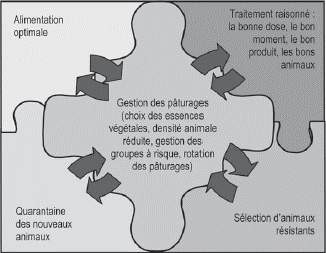 Alimentation
optimale
Traitement raisonné :
la bonne dose, le bon
moment, le bon
produit, les bons
animaux
Gestion des pâturages
(choix des essences
végétales, densité animale
réduite, gestion des
groupes à risque, rotation
des pâturages)
Quarantaine
des nouveaux
animaux
Sélection d'animaux
résistants